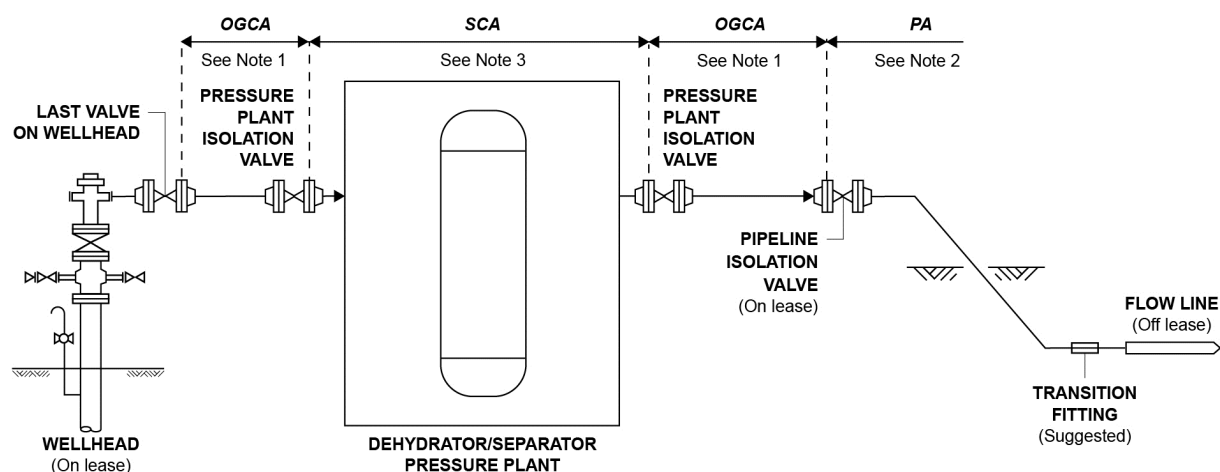 OGCA
SCA
OGCA
PA
See Note 1
See Note 3
See Note 1
See Note 2
LAST VALVE
ON WELLHEAD
PRESSURE
PLANT
ISOLATION
VALVE
PRESSURE
PLANT
ISOLATION
VALVE
PIPELINE
ISOLATION
VALVE
(On lease)
FLOW LINE
(Off lease)
TRANSITION
FITTING
(Suggested)
WELLHEAD
(On lease)
DEHYDRATOR/SEPARATOR
PRESSURE PLANT